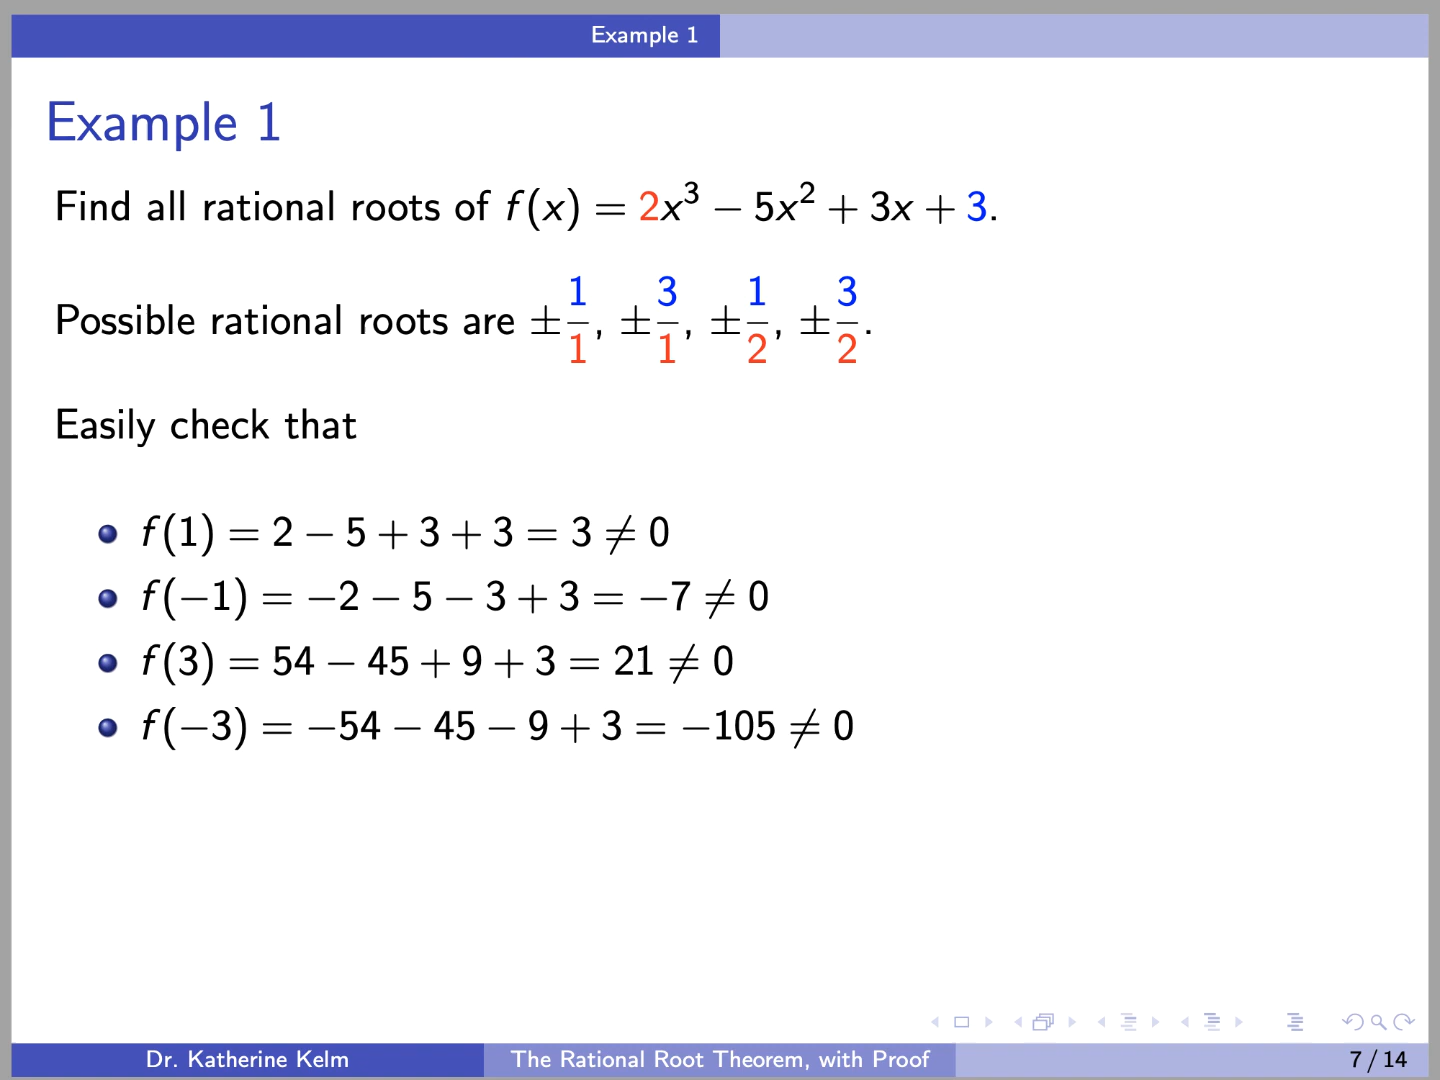 Example 1
Example 1
Find all rational roots of f(x) = 2x³ − 5x² + 3x + 3.
Possible rational roots are ±1/1, ±3/1, ±1/2, ±3/2.
Easily check that
f(1) = 2 − 5 + 3 + 3 = 3 ≠ 0
f(−1) = −2 − 5 − 3 + 3 = −7 ≠ 0
f(3) = 54 − 45 + 9 + 3 = 21 ≠ 0
f(−3) = −54 − 45 − 9 + 3 = −105 ≠ 0
Dr. Katherine Kelm The Rational Root Theorem, with Proof 7 / 14